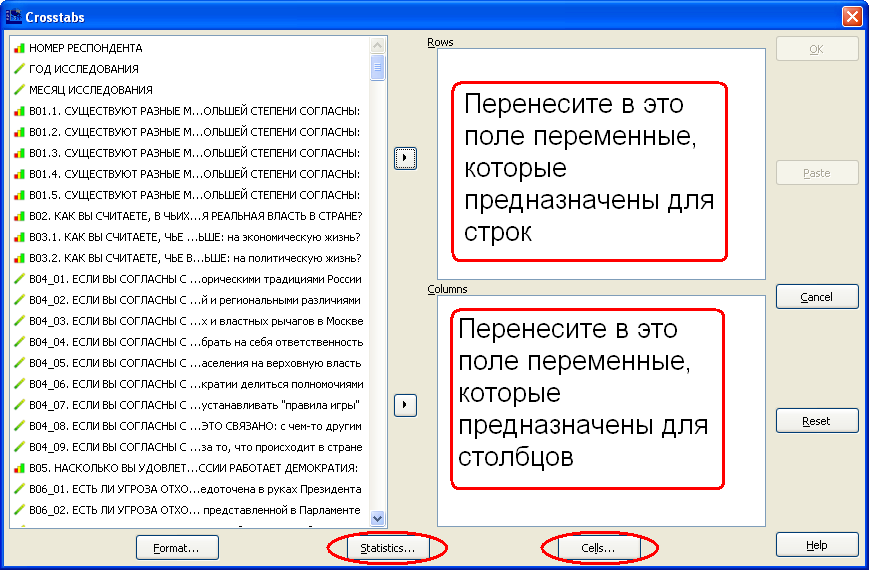 Crosstabs
НОМЕР РЕСПОНДЕНТА
ГОД ИССЛЕДОВАНИЯ
МЕСЯЦ ИССЛЕДОВАНИЯ
B01.1. СУЩЕСТВУЮТ РАЗНЫЕ М...ОЛЬШЕЙ СТЕПЕНИ СОГЛАСНЫ:
B01.2. СУЩЕСТВУЮТ РАЗНЫЕ М...ОЛЬШЕЙ СТЕПЕНИ СОГЛАСНЫ:
B01.3. СУЩЕСТВУЮТ РАЗНЫЕ М...ОЛЬШЕЙ СТЕПЕНИ СОГЛАСНЫ:
B01.4. СУЩЕСТВУЮТ РАЗНЫЕ М...ОЛЬШЕЙ СТЕПЕНИ СОГЛАСНЫ:
B01.5. СУЩЕСТВУЮТ РАЗНЫЕ М...ОЛЬШЕЙ СТЕПЕНИ СОГЛАСНЫ:
B02. КАК ВЫ СЧИТАЕТЕ, В ЧЬИХ...Я РЕАЛЬНАЯ ВЛАСТЬ В СТРАНЕ?
B03.1. КАК ВЫ СЧИТАЕТЕ, ЧЬЕ ...ЬШЕ: на экономическую жизнь?
B03.2. КАК ВЫ СЧИТАЕТЕ, ЧЬЕ В...ЬШЕ: на политическую жизнь?
B04_01. ЕСЛИ ВЫ СОГЛАСНЫ С ...орическими традициями России
B04_02. ЕСЛИ ВЫ СОГЛАСНЫ С ...й и региональными различиями
B04_03. ЕСЛИ ВЫ СОГЛАСНЫ С ...х и властных рычагов в Москве
B04_04. ЕСЛИ ВЫ СОГЛАСНЫ С ...брать на себя ответственность
B04_05. ЕСЛИ ВЫ СОГЛАСНЫ С ...аселения на верховную власть
B04_06. ЕСЛИ ВЫ СОГЛАСНЫ С ...кратии делиться полномочиями
B04_07. ЕСЛИ ВЫ СОГЛАСНЫ С ...устанавливать "правила игры"
B04_08. ЕСЛИ ВЫ СОГЛАСНЫ С ...ЭТО СВЯЗАНО: с чем-то другим
B04_09. ЕСЛИ ВЫ СОГЛАСНЫ С ...за то, что происходит в стране
B05. НАСКОЛЬКО ВЫ УДОВЛЕТ...ССИИ РАБОТАЕТ ДЕМОКРАТИЯ:
B06_01. ЕСТЬ ЛИ УГРОЗА ОТХО...едоточена в руках Президента
B06_02. ЕСТЬ ЛИ УГРОЗА ОТХО... представленной в Парламенте
Rows
Перенесите в это
поле переменные,
которые
предназначены для
строк
Columns
Перенесите в это
поле переменные,
которые
предназначены для
столбцов
OK
Paste
Cancel
Reset
Help
Format...
Statistics...
Cells...